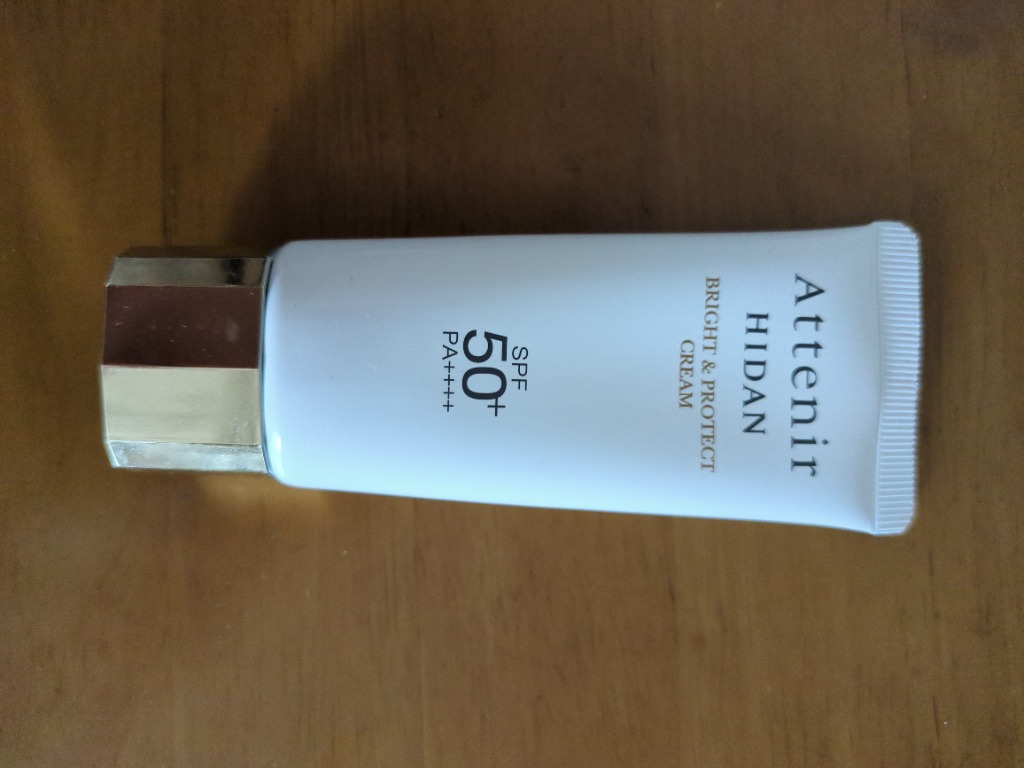 Attenir
HIDAN
BRIGHT & PROTECT
CREAM
SPF
50+
PA++++